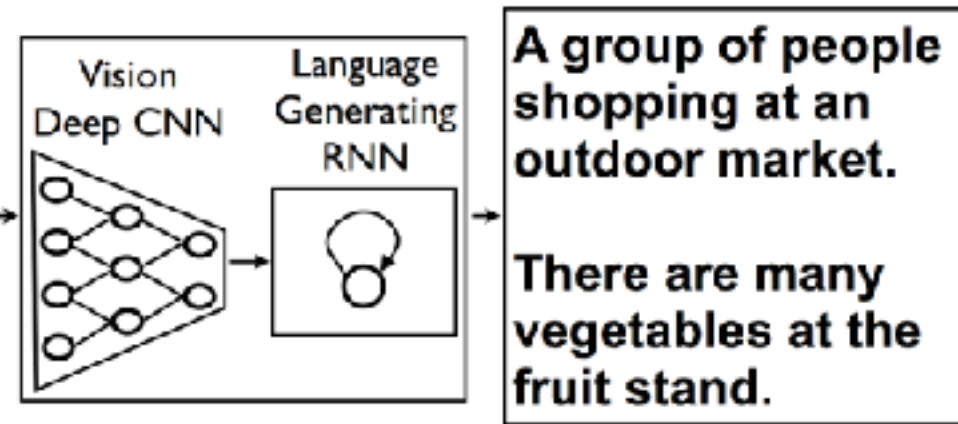 Vision
Deep CNN
Language
Generating
RNN
A group of people
shopping at an
outdoor market.
There are many
vegetables at the
fruit stand.